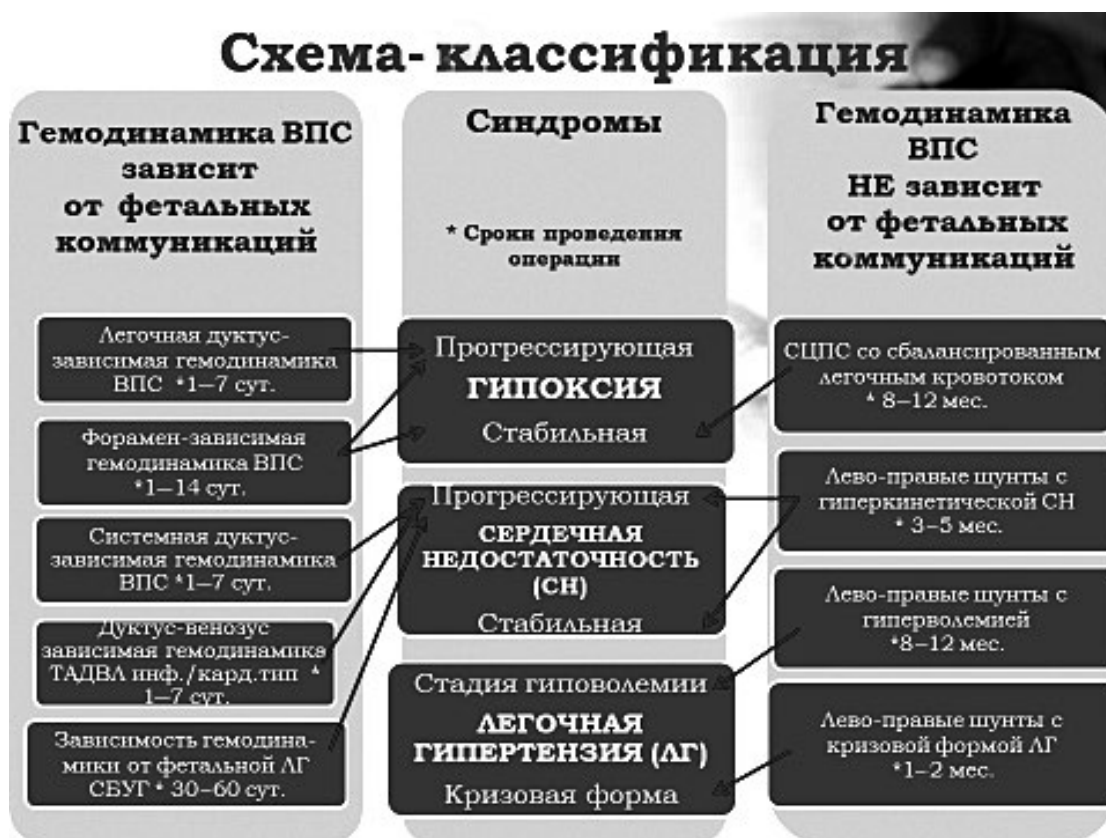 Схема- классификация
Гемодинамика ВПС
зависит
от фетальных
коммуникаций
Легочная дуктус-
зависимая гемодинамика
ВПС *1–7 сут.
Форамен-зависимая
гемодинамика ВПС
*1–14 сут.
Системная дуктус-
зависимая гемодинамика
ВПС *1–7 сут.
Дуктус-венозус
зависимая гемодинамика
ТАДВЛ инф./кард.тип *
1–7 сут.
Зависимость гемодина-
мики от фетальной ЛГ
СБУГ * 30–60 сут.
Синдромы
* Сроки проведения
операции
Прогрессирующая
ГИПОКСИЯ
Стабильная
Прогрессирующая
СЕРДЕЧНАЯ
НЕДОСТАТОЧНОСТЬ
(СН)
Стабильная
Стадия гиповолемии
ЛЕГОЧНАЯ
ГИПЕРТЕНЗИЯ (ЛГ)
Кризовая форма
Гемодинамика
ВПС
НЕ зависит
от фетальных
коммуникаций
СЦПС со сбалансированным
легочным кровотоком
* 8–12 мес.
Лево-правые шунты с
гиперкинетической СН
* 3–5 мес.
Лево-правые шунты с
гиперволемией
*8–12 мес.
Лево-правые шунты с
кризовой формой ЛГ
*1–2 мес.